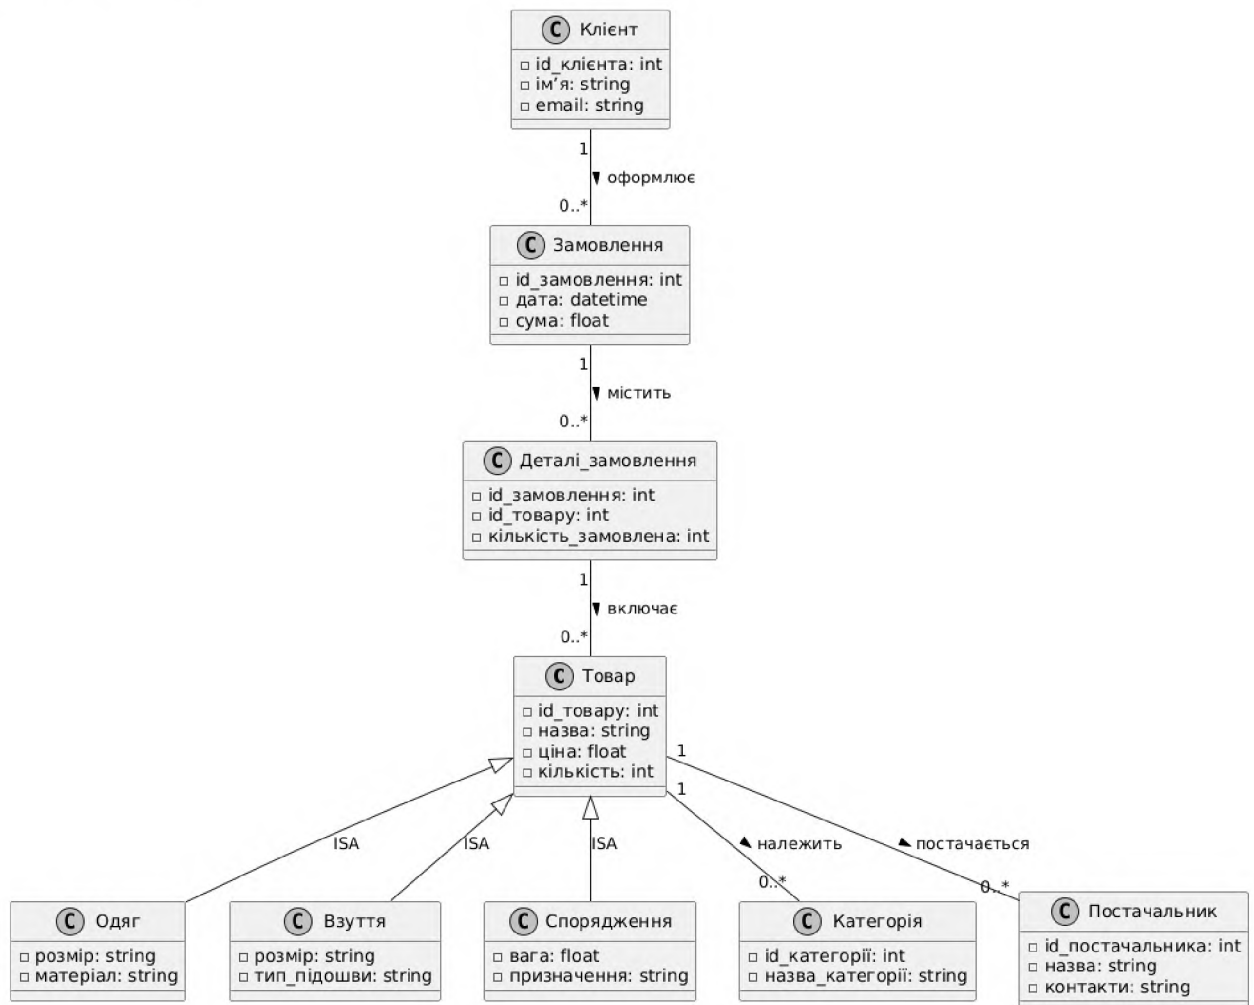 C Клієнт
id_клієнта: int
ім’я: string
email: string
1
оформлює
0..*
C Замовлення
id_замовлення: int
дата: datetime
сума: float
1
містить
0..*
C Деталі_замовлення
id_замовлення: int
id_товару: int
кількість_замовлена: int
1
включає
0..*
C Товар
id_товару: int
назва: string
ціна: float
кількість: int
1
1
ISA
ISA
ISA
належить
постачається
0..*
0..*
C Одяг
розмір: string
матеріал: string
C Взуття
розмір: string
тип_підошви: string
C Спорядження
вага: float
призначення: string
C Категорія
id_категорії: int
назва_категорії: string
C Постачальник
id_постачальника: int
назва: string
контакти: string